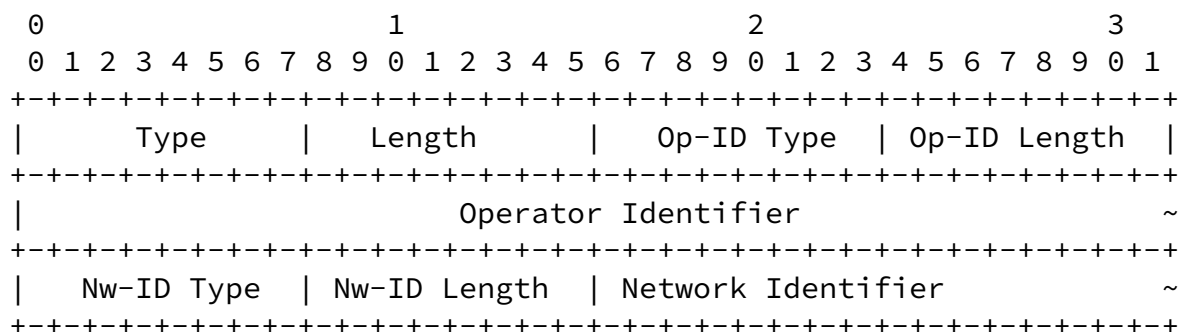 0                   1                   2                   3
 0 1 2 3 4 5 6 7 8 9 0 1 2 3 4 5 6 7 8 9 0 1 2 3 4 5 6 7 8 9 0 1
+-+-+-+-+-+-+-+-+-+-+-+-+-+-+-+-+-+-+-+-+-+-+-+-+-+-+-+-+-+-+-+-+
|      Type     |   Length      |   Op-ID Type  | Op-ID Length  |
+-+-+-+-+-+-+-+-+-+-+-+-+-+-+-+-+-+-+-+-+-+-+-+-+-+-+-+-+-+-+-+-+
|                        Operator Identifier                    ~
+-+-+-+-+-+-+-+-+-+-+-+-+-+-+-+-+-+-+-+-+-+-+-+-+-+-+-+-+-+-+-+-+
|   Nw-ID Type  | Nw-ID Length  | Network Identifier            ~
+-+-+-+-+-+-+-+-+-+-+-+-+-+-+-+-+-+-+-+-+-+-+-+-+-+-+-+-+-+-+-+-+